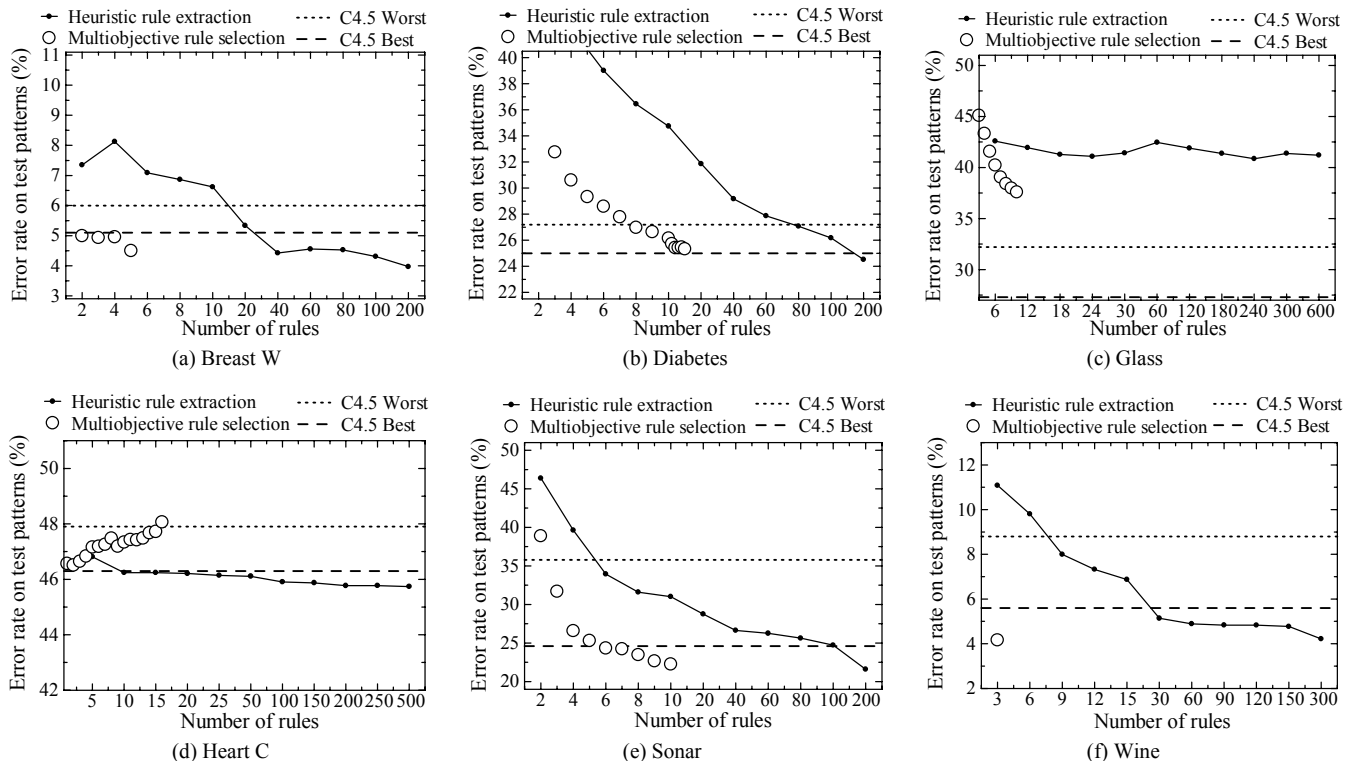 Heuristic rule extraction
Multiobjective rule selection
C4.5 Worst
C4.5 Best
Error rate on test patterns (%)
11
10
9
8
7
6
5
4
3
2 4 6 8 10 20 40 60 80 100 200
Number of rules
(a) Breast W
Heuristic rule extraction
Multiobjective rule selection
C4.5 Worst
C4.5 Best
Error rate on test patterns (%)
40
38
36
34
32
30
28
26
24
22
2 4 6 8 10 20 40 60 80 100 200
Number of rules
(b) Diabetes
Heuristic rule extraction
Multiobjective rule selection
C4.5 Worst
C4.5 Best
Error rate on test patterns (%)
50
45
40
35
30
6 12 18 24 30 60 120 180 240 300 600
Number of rules
(c) Glass
Heuristic rule extraction
Multiobjective rule selection
C4.5 Worst
C4.5 Best
Error rate on test patterns (%)
50
48
46
44
42
5 10 15 20 25 50 100 150 200 250 500
Number of rules
(d) Heart C
Heuristic rule extraction
Multiobjective rule selection
C4.5 Worst
C4.5 Best
Error rate on test patterns (%)
50
45
40
35
30
25
20
2 4 6 8 10 20 40 60 80 100 200
Number of rules
(e) Sonar
Heuristic rule extraction
Multiobjective rule selection
C4.5 Worst
C4.5 Best
Error rate on test patterns (%)
12
10
8
6
4
2
3 6 9 12 15 30 60 90 120 150 300
Number of rules
(f) Wine